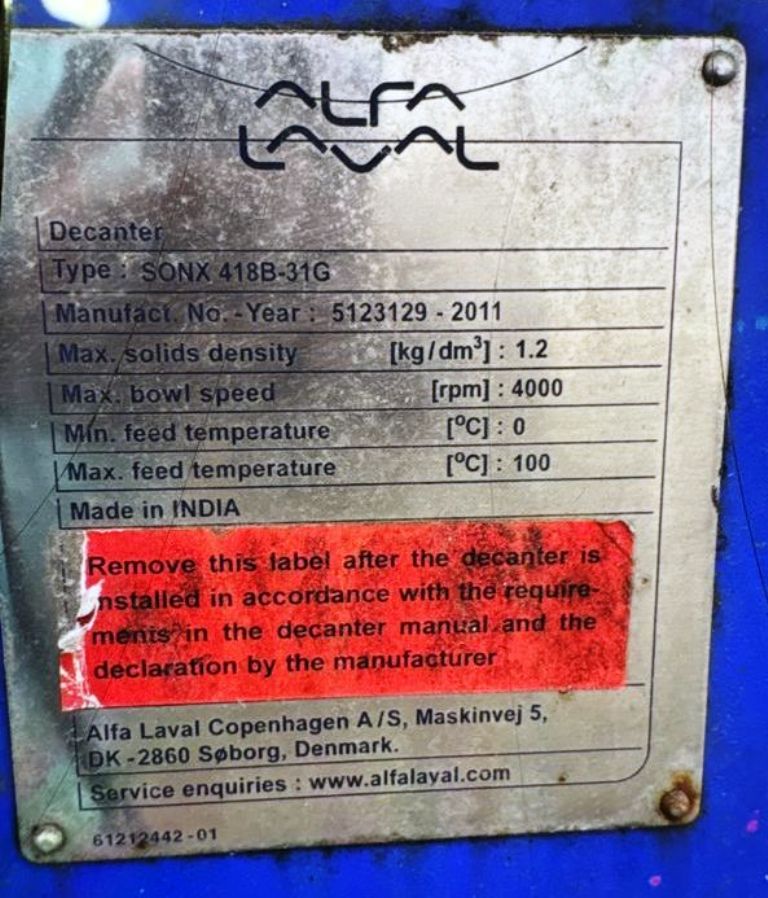 ALFA
LAVAL
Decanter
Type : SONX 418B-31G
Manufact. No. - Year : 5123129 - 2011
Max. solids density [kg/dm³] : 1.2
Max. bowl speed [rpm] : 4000
Min. feed temperature [°C] : 0
Max. feed temperature [°C] : 100
Made in INDIA
Remove this label after the decanter is
nstalled in accordance with the require-
ments in the decanter manual and the
declaration by the manufacturer
Alfa Laval Copenhagen A/S, Maskinvej 5,
DK-2860 Søborg, Denmark.
Service enquiries : www.alfalaval.com
61212442-01